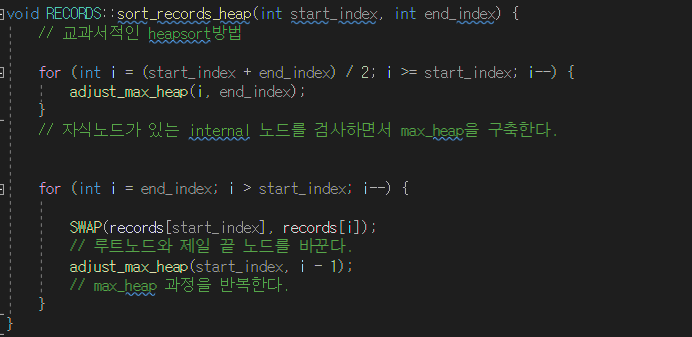 void RECORDS::sort_records_heap(int start_index, int end_index) {
// 교과서적인 heapsort방법
for (int i = (start_index + end_index) / 2; i >= start_index; i--) {
adjust_max_heap(i, end_index);
}
// 자식노드가 있는 internal 노드를 검사하면서 max_heap을 구축한다.
for (int i = end_index; i > start_index; i--) {
SWAP(records[start_index], records[i]);
// 루트노드와 제일 끝 노드를 바꾼다.
adjust_max_heap(start_index, i - 1);
// max_heap 과정을 반복한다.
}
}